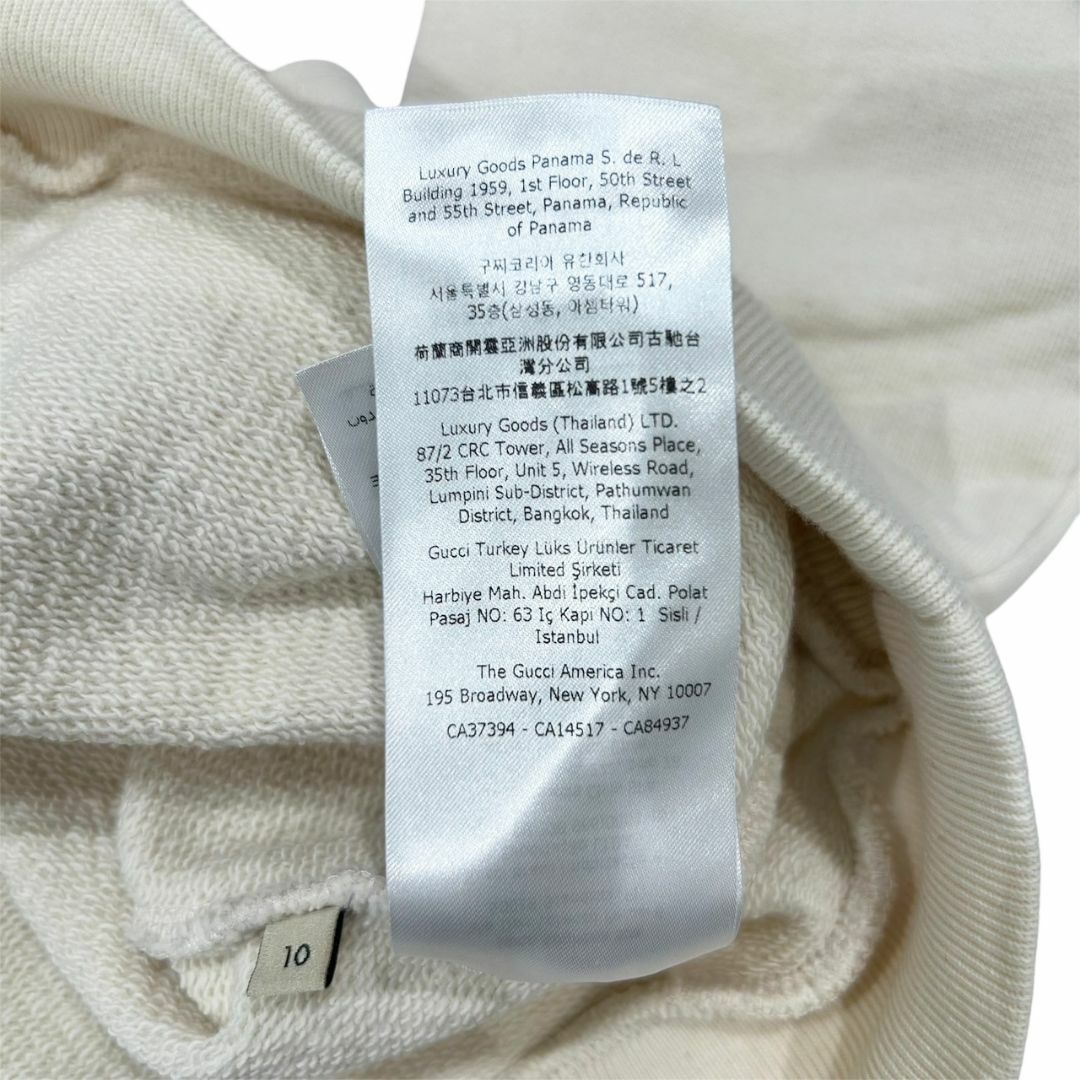 Luxury Goods Panama S. de R. L
Building 1959, 1st Floor, 50th Street
and 55th Street, Panama, Republic
of Panama
구찌코리아 유한회사
서울특별시 강남구 영동대로 517,
35층(삼성동, 아셈타워)
荷蘭商開雲亞洲股份有限公司古馳台
灣分公司
11073台北市信義區松高路1號5樓之2
Luxury Goods (Thailand) LTD.
87/2 CRC Tower, All Seasons Place,
35th Floor, Unit 5, Wireless Road,
Lumpini Sub-District, Pathumwan
District, Bangkok, Thailand
Gucci Turkey Lüks Ürünler Ticaret
Limited Şirketi
Harbiye Mah. Abdi İpekçi Cad. Polat
Pasaj NO: 63 İç Kapı NO: 1 Sisli /
Istanbul
The Gucci America Inc.
195 Broadway, New York, NY 10007
CA37394 - CA14517 - CA84937
10